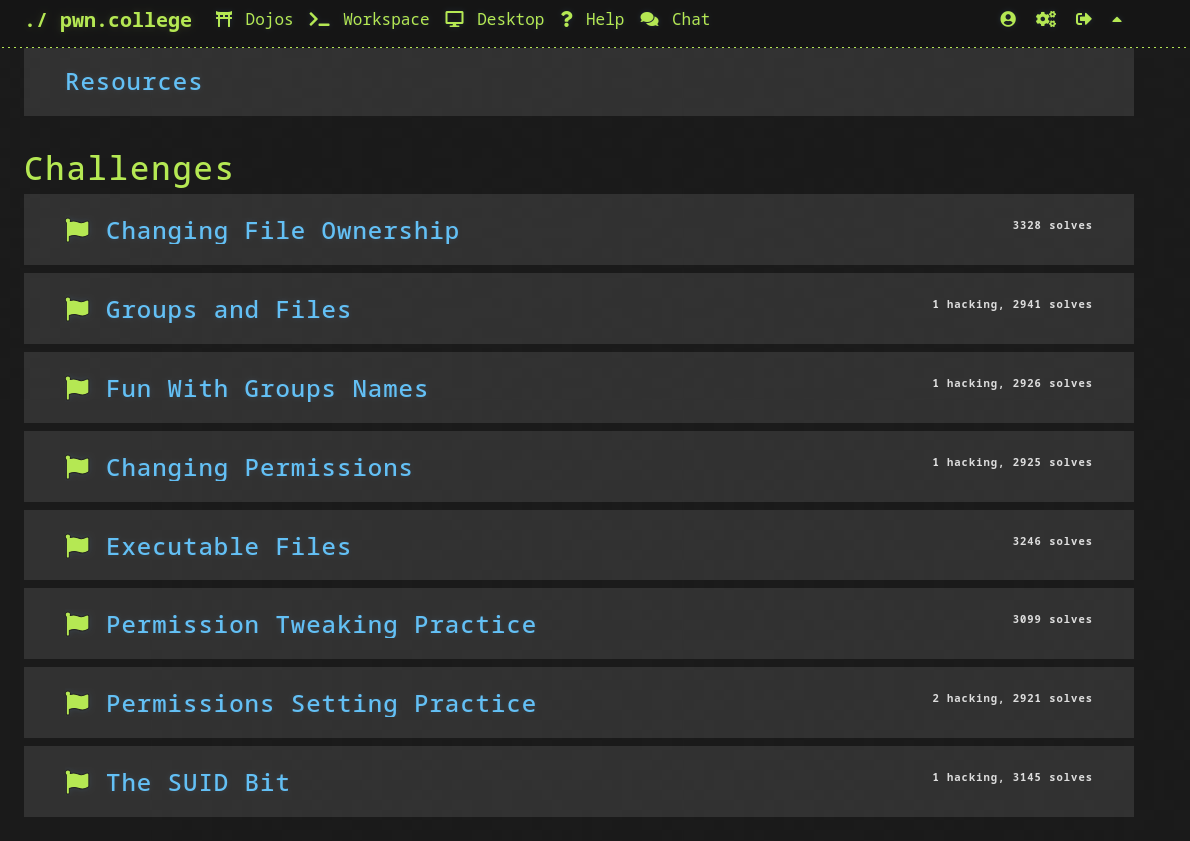 ./ pwn.college Dojos Workspace Desktop Help Chat
Resources
Challenges
Changing File Ownership 3328 solves
Groups and Files 1 hacking, 2941 solves
Fun With Groups Names 1 hacking, 2926 solves
Changing Permissions 1 hacking, 2925 solves
Executable Files 3246 solves
Permission Tweaking Practice 3099 solves
Permissions Setting Practice 2 hacking, 2921 solves
The SUID Bit 1 hacking, 3145 solves